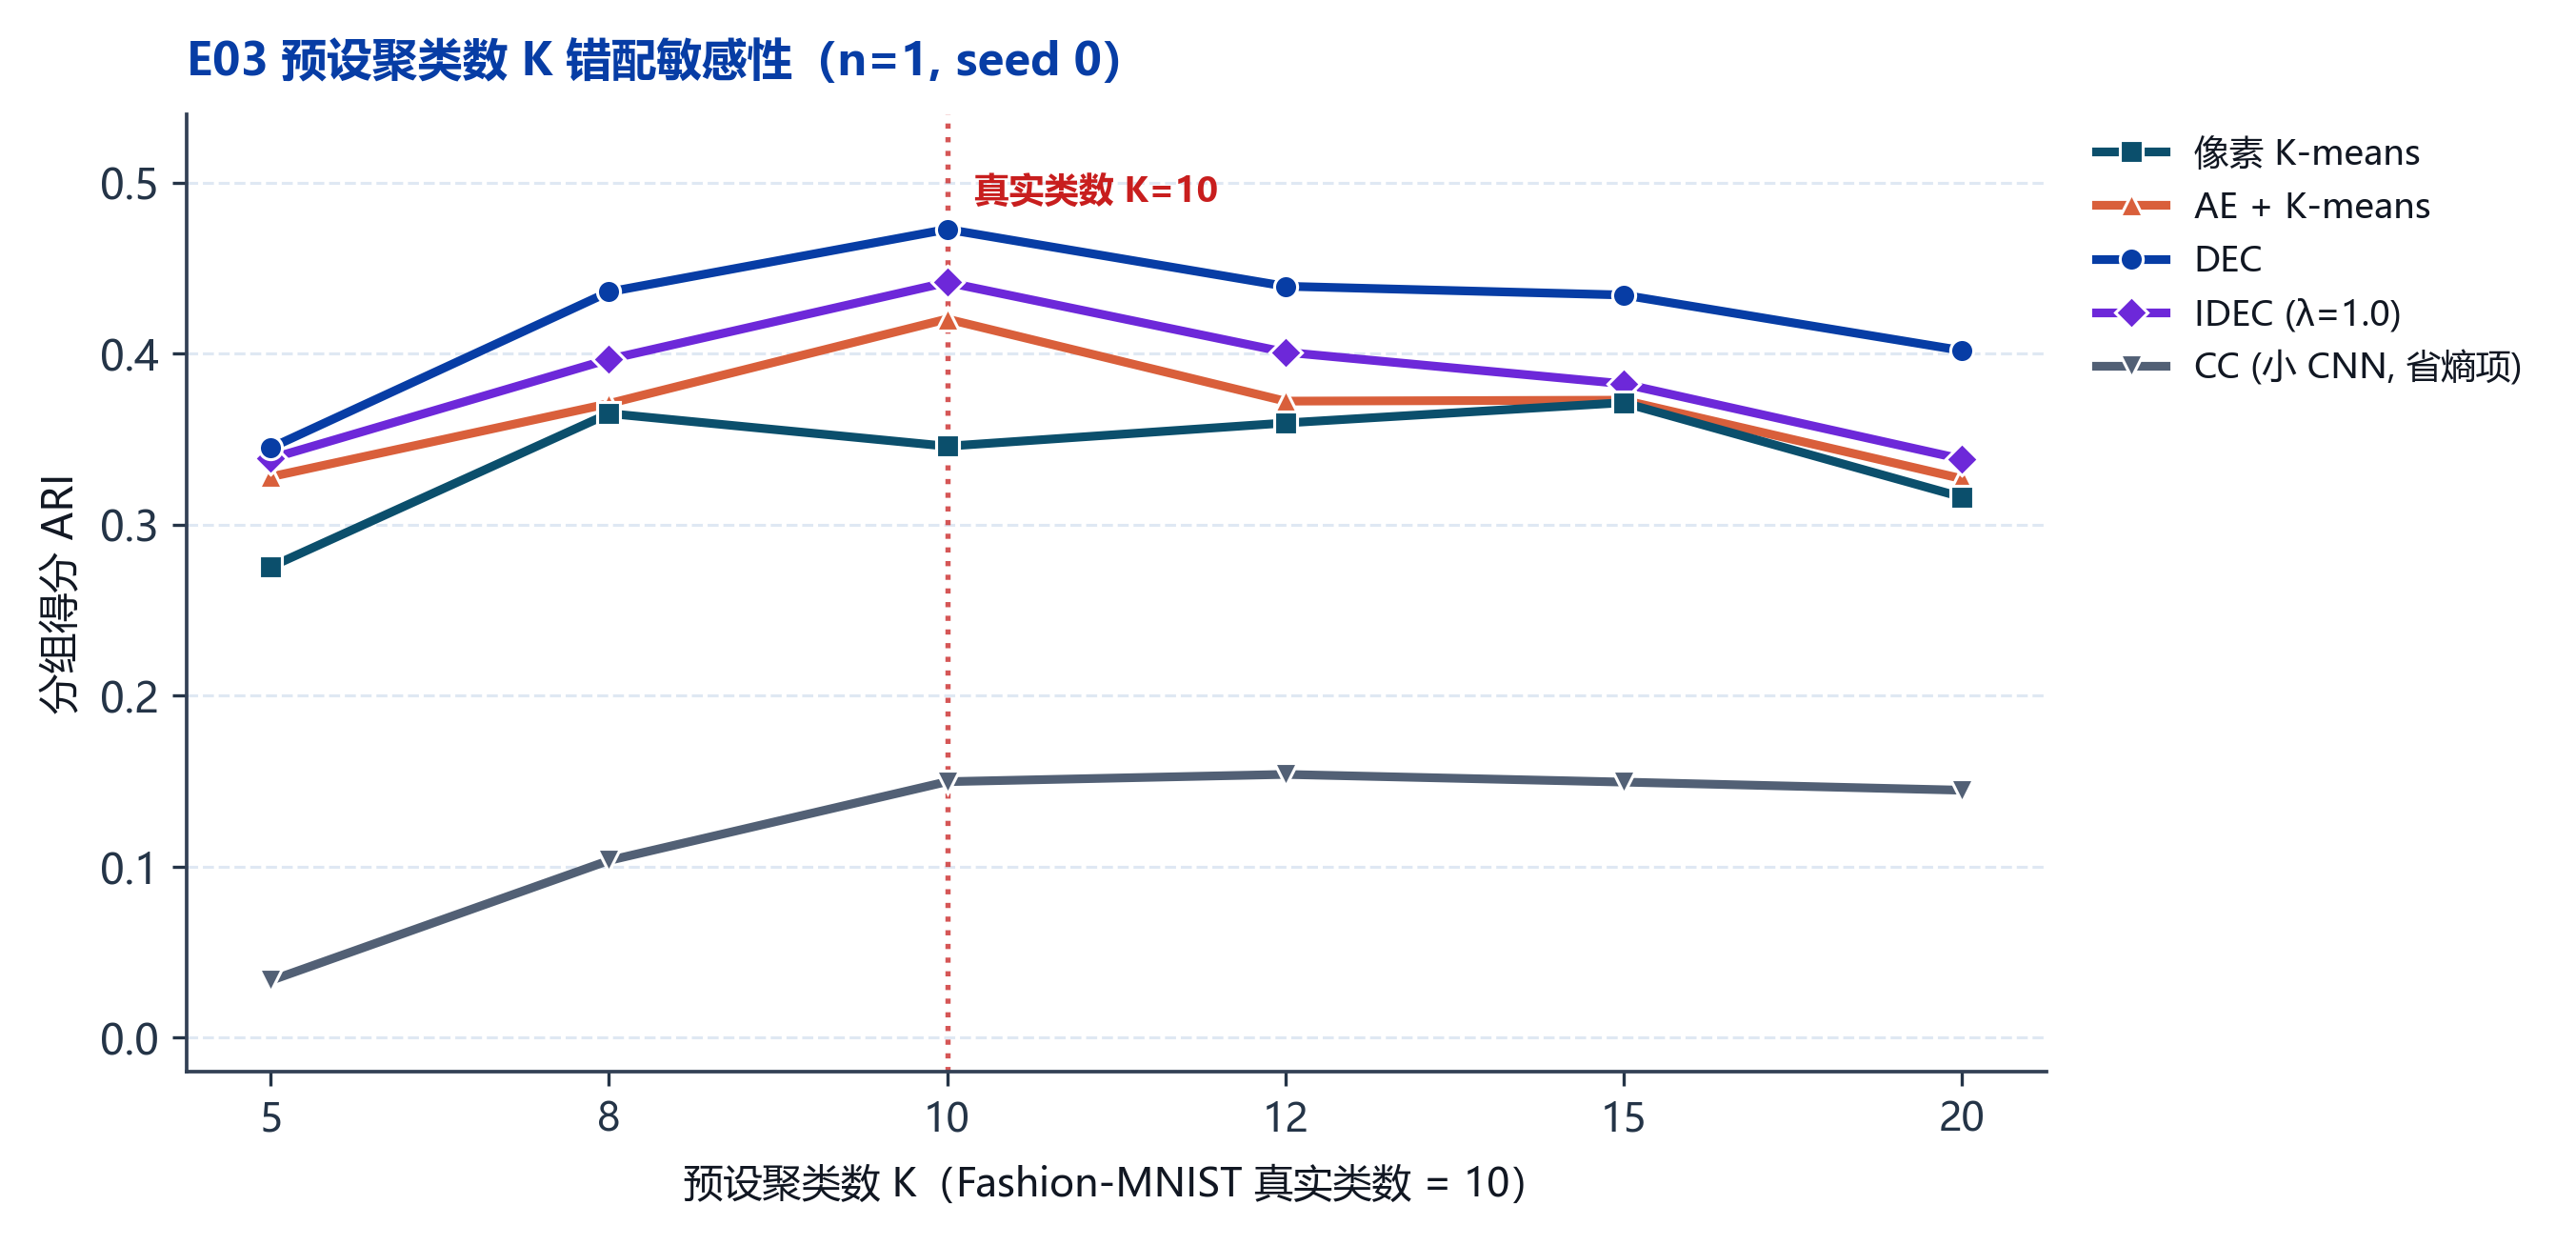 E03 预设聚类数 K 错配敏感性（n=1, seed 0）
真实类数 K=10
像素 K-means
AE + K-means
DEC
IDEC (λ=1.0)
CC (小 CNN, 省熵项)
分组得分 ARI
0.5
0.4
0.3
0.2
0.1
0.0
5 8 10 12 15 20
预设聚类数 K（Fashion-MNIST 真实类数 = 10）